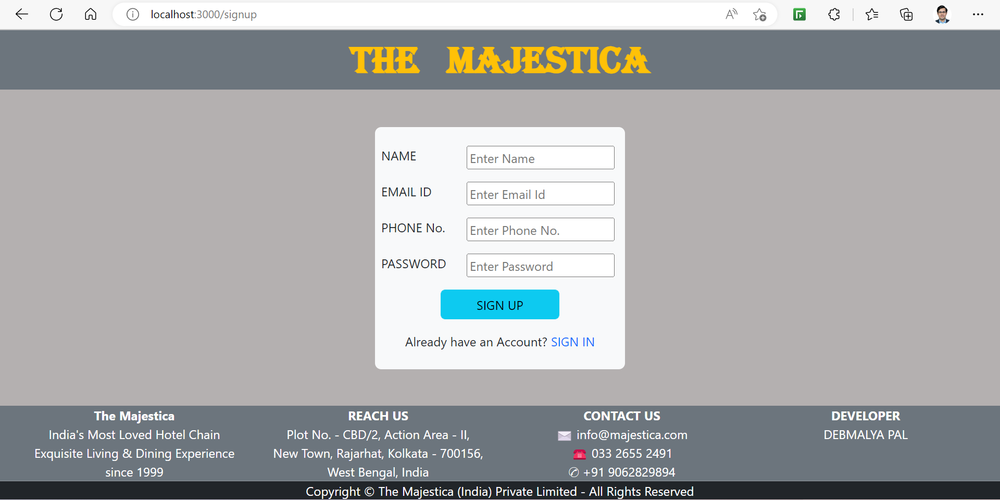 localhost:3000/signup
THE MAJESTICA
NAME
Enter Name
EMAIL ID
Enter Email Id
PHONE No.
Enter Phone No.
PASSWORD
Enter Password
SIGN UP
Already have an Account? SIGN IN
The Majestica
India's Most Loved Hotel Chain
Exquisite Living & Dining Experience
since 1999
REACH US
Plot No. - CBD/2, Action Area - II,
New Town, Rajarhat, Kolkata - 700156,
West Bengal, India
CONTACT US
info@majestica.com
033 2655 2491
✆ +91 9062829894
DEVELOPER
DEBMALYA PAL
Copyright © The Majestica (India) Private Limited - All Rights Reserved